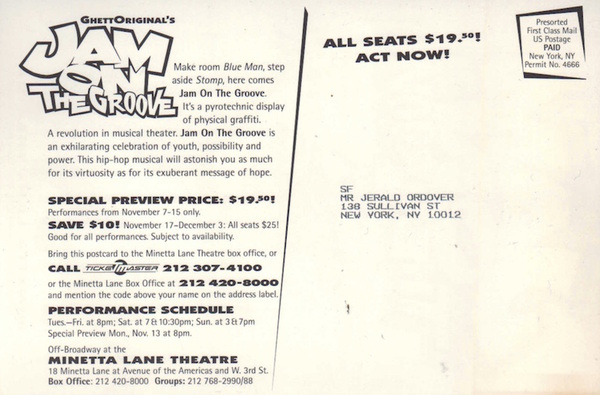 GhettOriginal's
JAM
ON
THE GROOVE
Make room Blue Man, step
aside Stomp, here comes
Jam On The Groove.
It's a pyrotechnic display
of physical graffiti.
A revolution in musical theater. Jam On The Groove is
an exhilarating celebration of youth, possibility and
power. This hip-hop musical will astonish you as much
for its virtuosity as for its exuberant message of hope.
SPECIAL PREVIEW PRICE: $19.50!
Performances from November 7-15 only.
SAVE $10! November 17-December 3: All seats $25!
Good for all performances. Subject to availability.
Bring this postcard to the Minetta Lane Theatre box office, or
CALL TICKETMASTER 212 307-4100
or the Minetta Lane Box Office at 212 420-8000
and mention the code above your name on the address label.
PERFORMANCE SCHEDULE
Tues.–Fri. at 8pm; Sat. at 7 & 10:30pm; Sun. at 3 & 7pm
Special Preview Mon., Nov. 13 at 8pm.
Off-Broadway at the
MINETTA LANE THEATRE
18 Minetta Lane at Avenue of the Americas and W. 3rd St.
Box Office: 212 420-8000 Groups: 212 768-2990/88
ALL SEATS $19.50!
ACT NOW!
Presorted
First Class Mail
US Postage
PAID
New York, NY
Permit No. 4666
SF
MR JERALD ORDOVER
138 SULLIVAN ST
NEW YORK, NY 10012